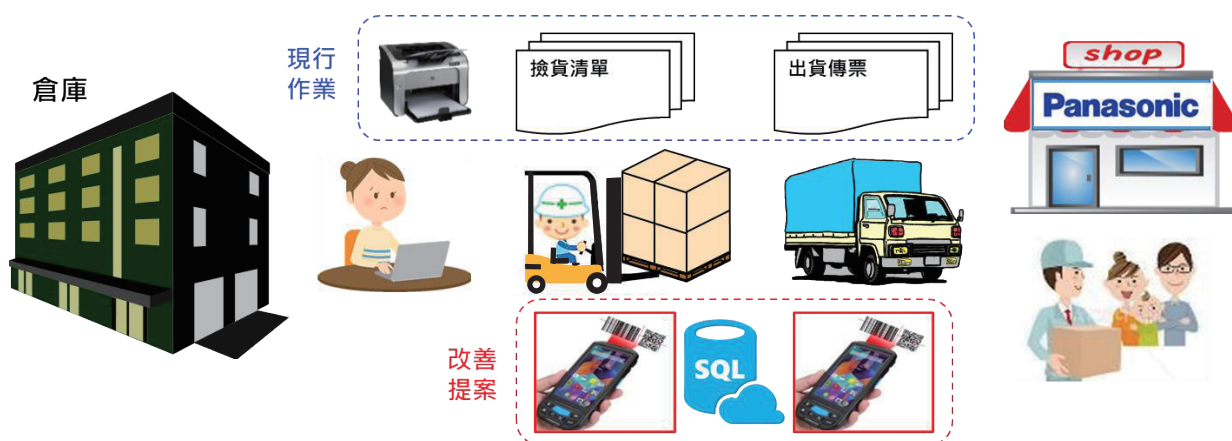 倉庫
現行
作業
撿貨清單
出貨傳票
shop
Panasonic
改善
提案
SQL